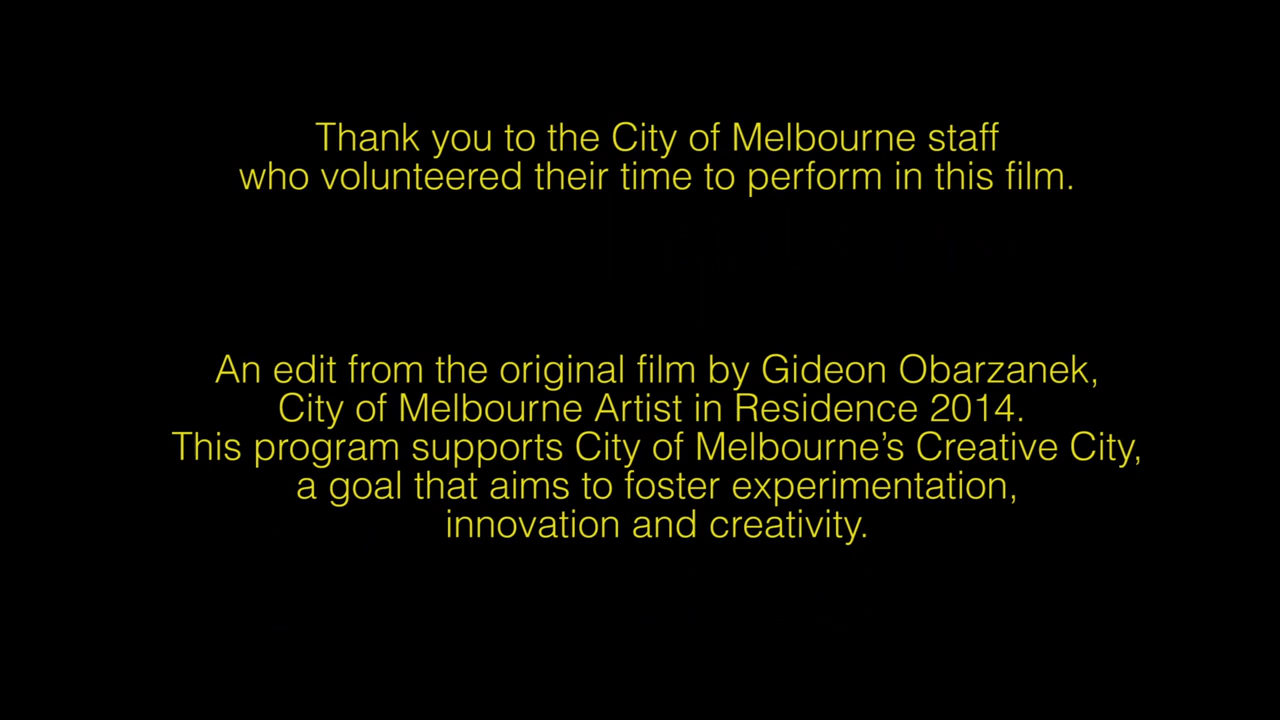 Thank you to the City of Melbourne staff
who volunteered their time to perform in this film.
An edit from the original film by Gideon Obarzanek,
City of Melbourne Artist in Residence 2014.
This program supports City of Melbourne’s Creative City,
a goal that aims to foster experimentation,
innovation and creativity.